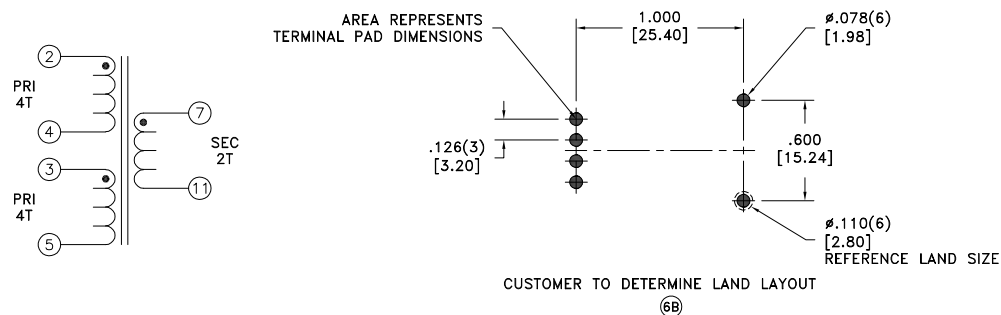 2
PRI
4T
4
3
PRI
4T
5
7
SEC
2T
11
AREA REPRESENTS
TERMINAL PAD DIMENSIONS
1.000
[25.40]
ø.078(6)
[1.98]
.126(3)
[3.20]
.600
[15.24]
ø.110(6)
[2.80]
REFERENCE LAND SIZE
CUSTOMER TO DETERMINE LAND LAYOUT
6B